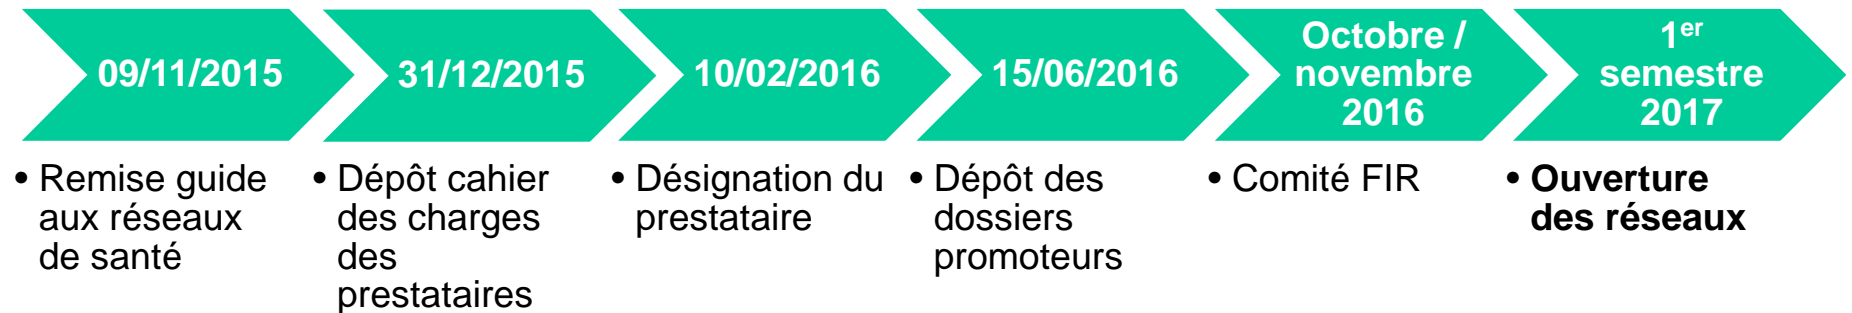 09/11/2015
31/12/2015
10/02/2016
15/06/2016
Octobre /
novembre
2016
1er
semestre
2017
• Remise guide
aux réseaux
de santé
• Dépôt cahier
des charges
des
prestataires
• Désignation du
prestataire
• Dépôt des
dossiers
promoteurs
• Comité FIR
• Ouverture
des réseaux